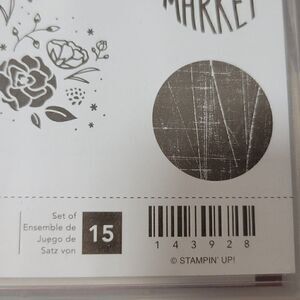 MARKET
Set of
Ensemble de
Juego de
Satz von
15
143928
© STAMPIN' UP!